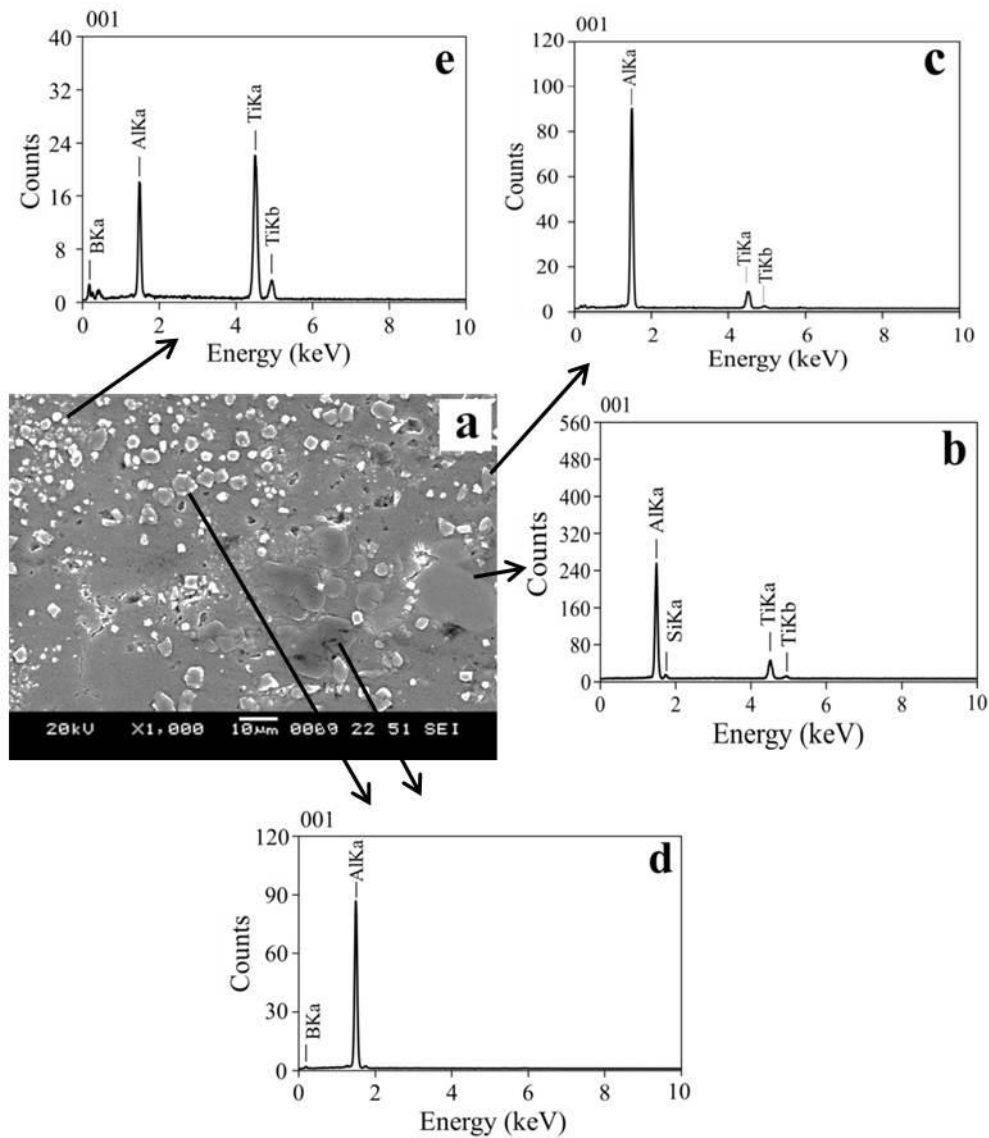 001
e
40
32
24
16
8
0
Counts
BKa
AlKa
TiKa
TiKb
0 2 4 6 8 10
Energy (keV)
001
c
120
100
80
60
40
20
0
Counts
AlKa
TiKa
TiKb
0 2 4 6 8 10
Energy (keV)
a
20kV X1,000 10µm 0069 22 51 SEI
001
b
560
480
400
320
240
160
80
0
Counts
AlKa
SiKa
TiKa
TiKb
0 2 4 6 8 10
Energy (keV)
001
d
120
90
60
30
0
Counts
BKa
AlKa
0 2 4 6 8 10
Energy (keV)